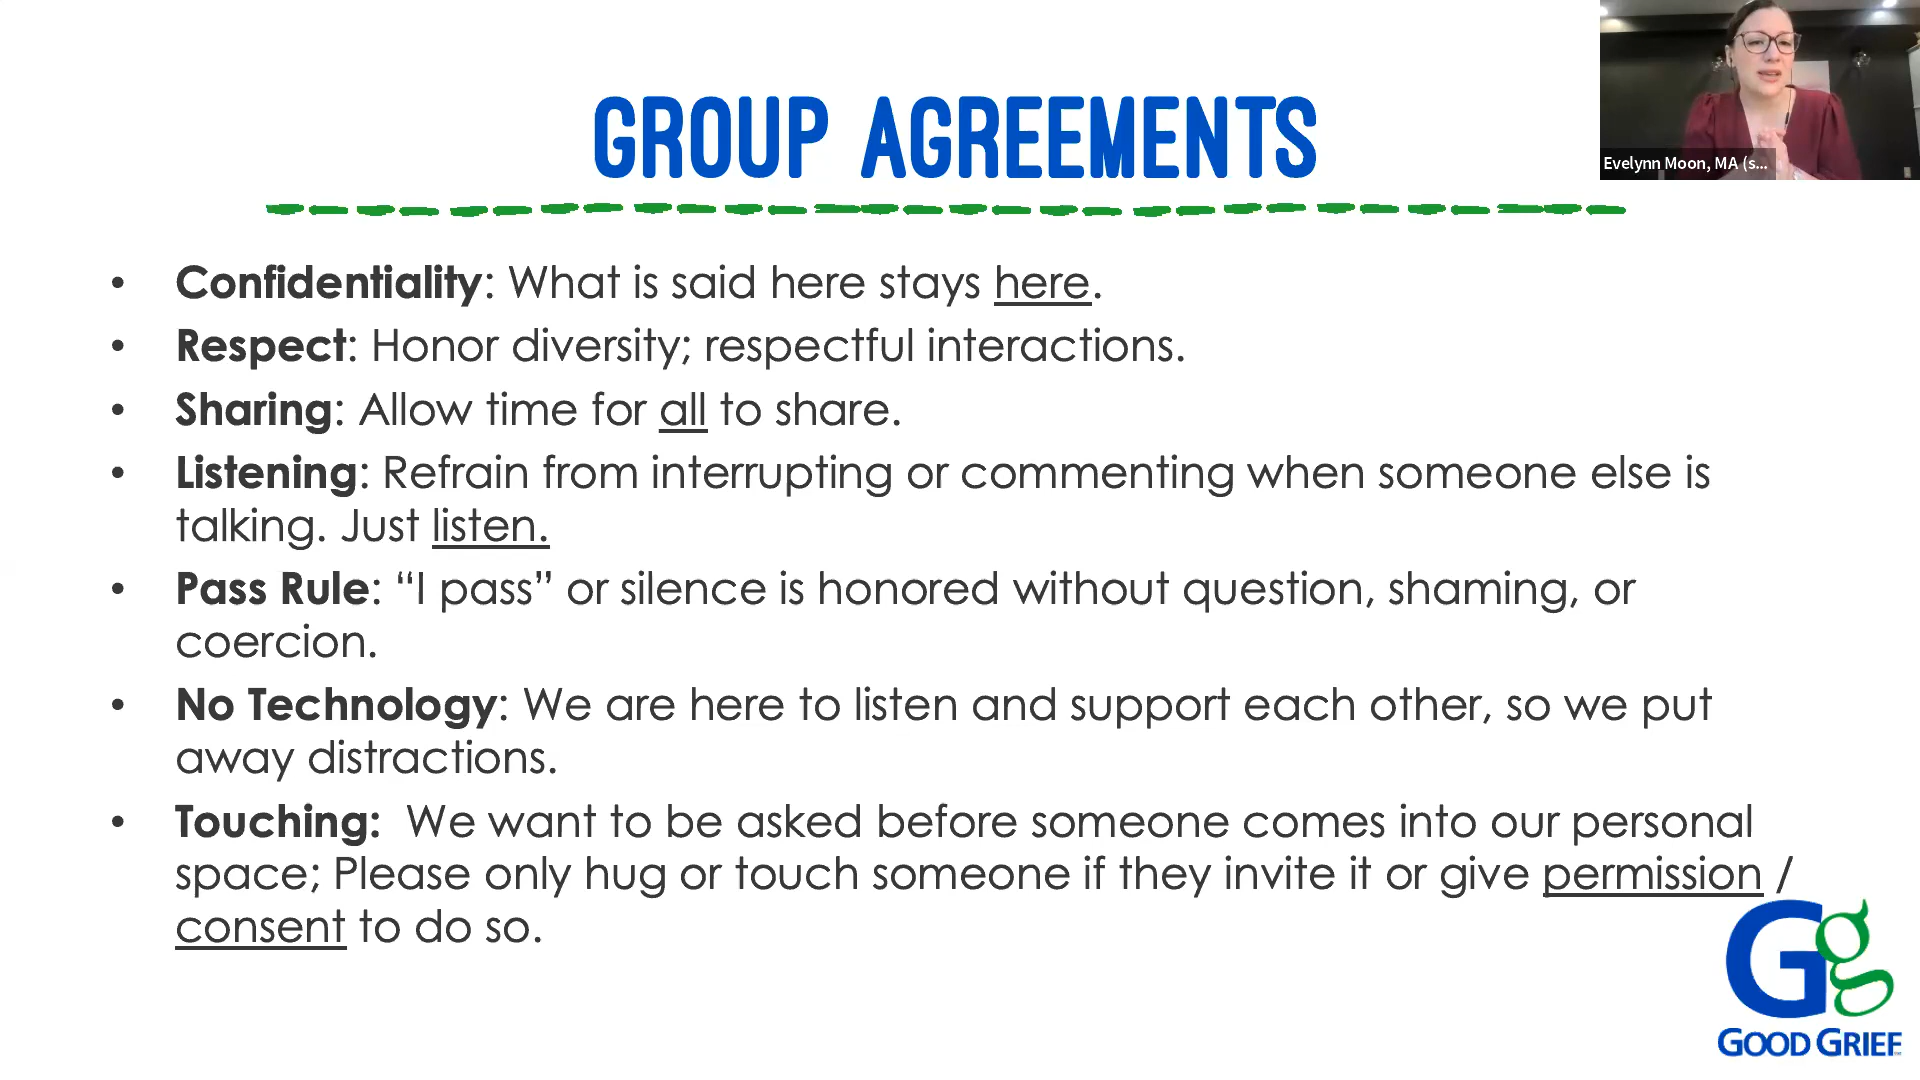 GROUP AGREEMENTS
Evelynn Moon, MA (s...
• Confidentiality: What is said here stays here.
• Respect: Honor diversity; respectful interactions.
• Sharing: Allow time for all to share.
• Listening: Refrain from interrupting or commenting when someone else is
talking. Just listen.
• Pass Rule: “I pass” or silence is honored without question, shaming, or
coercion.
• No Technology: We are here to listen and support each other, so we put
away distractions.
• Touching: We want to be asked before someone comes into our personal
space; Please only hug or touch someone if they invite it or give permission /
consent to do so.
Gg
GOOD GRIEF